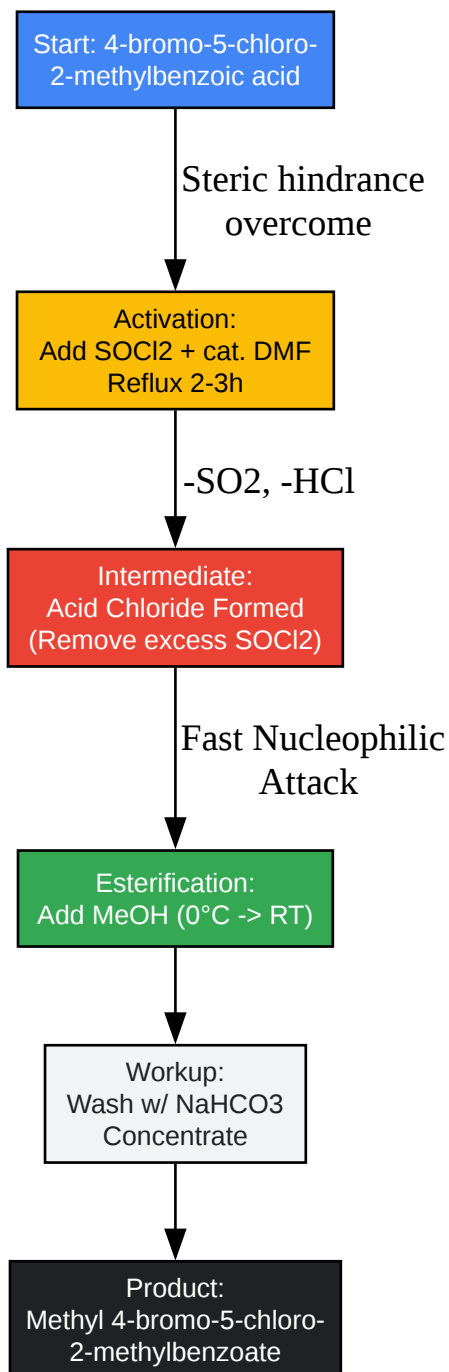 Start: 4-bromo-5-chloro-
2-methylbenzoic acid
Steric hindrance
overcome
Activation:
Add SOCl2 + cat. DMF
Reflux 2-3h
-SO2, -HCl
Intermediate:
Acid Chloride Formed
(Remove excess SOCl2)
Fast Nucleophilic
Attack
Esterification:
Add MeOH (0°C -> RT)
Workup:
Wash w/ NaHCO3
Concentrate
Product:
Methyl 4-bromo-5-chloro-
2-methylbenzoate